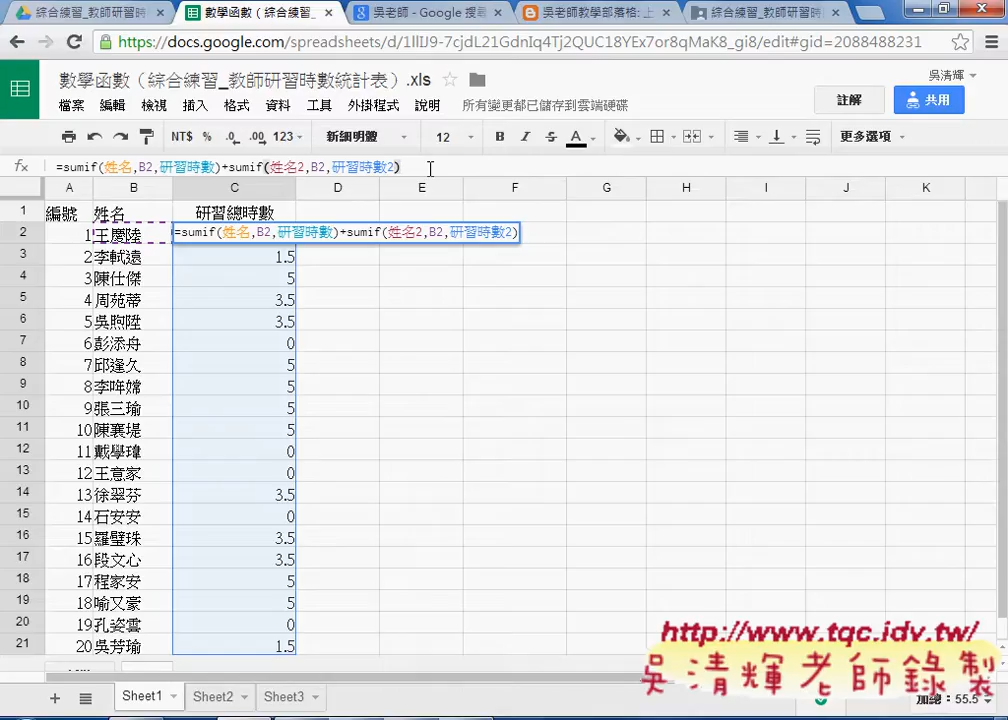 綜合練習_教師研習時
數學函數（綜合練習_
吳老師 - Google 搜尋
吳老師教學部落格: 上
綜合練習_教師研習時
https://docs.google.com/spreadsheets/d/1llIJ9-7cjdL21GdnIq4Tj2QUC18YEx7or8qMaK8_gi8/edit#gid=2088488231
數學函數（綜合練習_教師研習時數統計表）.xls
吳清輝
檔案 編輯 檢視 插入 格式 資料 工具 外掛程式 說明 所有變更都已儲存到雲端硬碟
註解 共用
NT$ % .0 .00 123 新細明體 12 B I S A 更多選項
fx =sumif(姓名,B2,研習時數)+sumif(姓名2,B2,研習時數2)
A B C D E F G H I J K
1 編號 姓名 研習總時數
2 1 王慶陸 =sumif(姓名,B2,研習時數)+sumif(姓名2,B2,研習時數2)
3 2 李軾遠 1.5
4 3 陳仕傑 5
5 4 周苑蒂 3.5
6 5 吳煦陞 3.5
7 6 彭添舟 0
8 7 邱逢久 5
9 8 李哞嫦 5
10 9 張三瑜 5
11 10 陳襄堤 5
12 11 戴學瑋 0
13 12 王意家 0
14 13 徐翠芬 3.5
15 14 石安安 0
16 15 羅璧珠 3.5
17 16 段文心 3.5
18 17 程家安 5
19 18 喻又豪 5
20 19 孔姿雲 0
21 20 吳芳瑜 1.5
http://www.tqc.idv.tw/
吳清輝老師錄製
Sheet1 Sheet2 Sheet3
加總：55.5